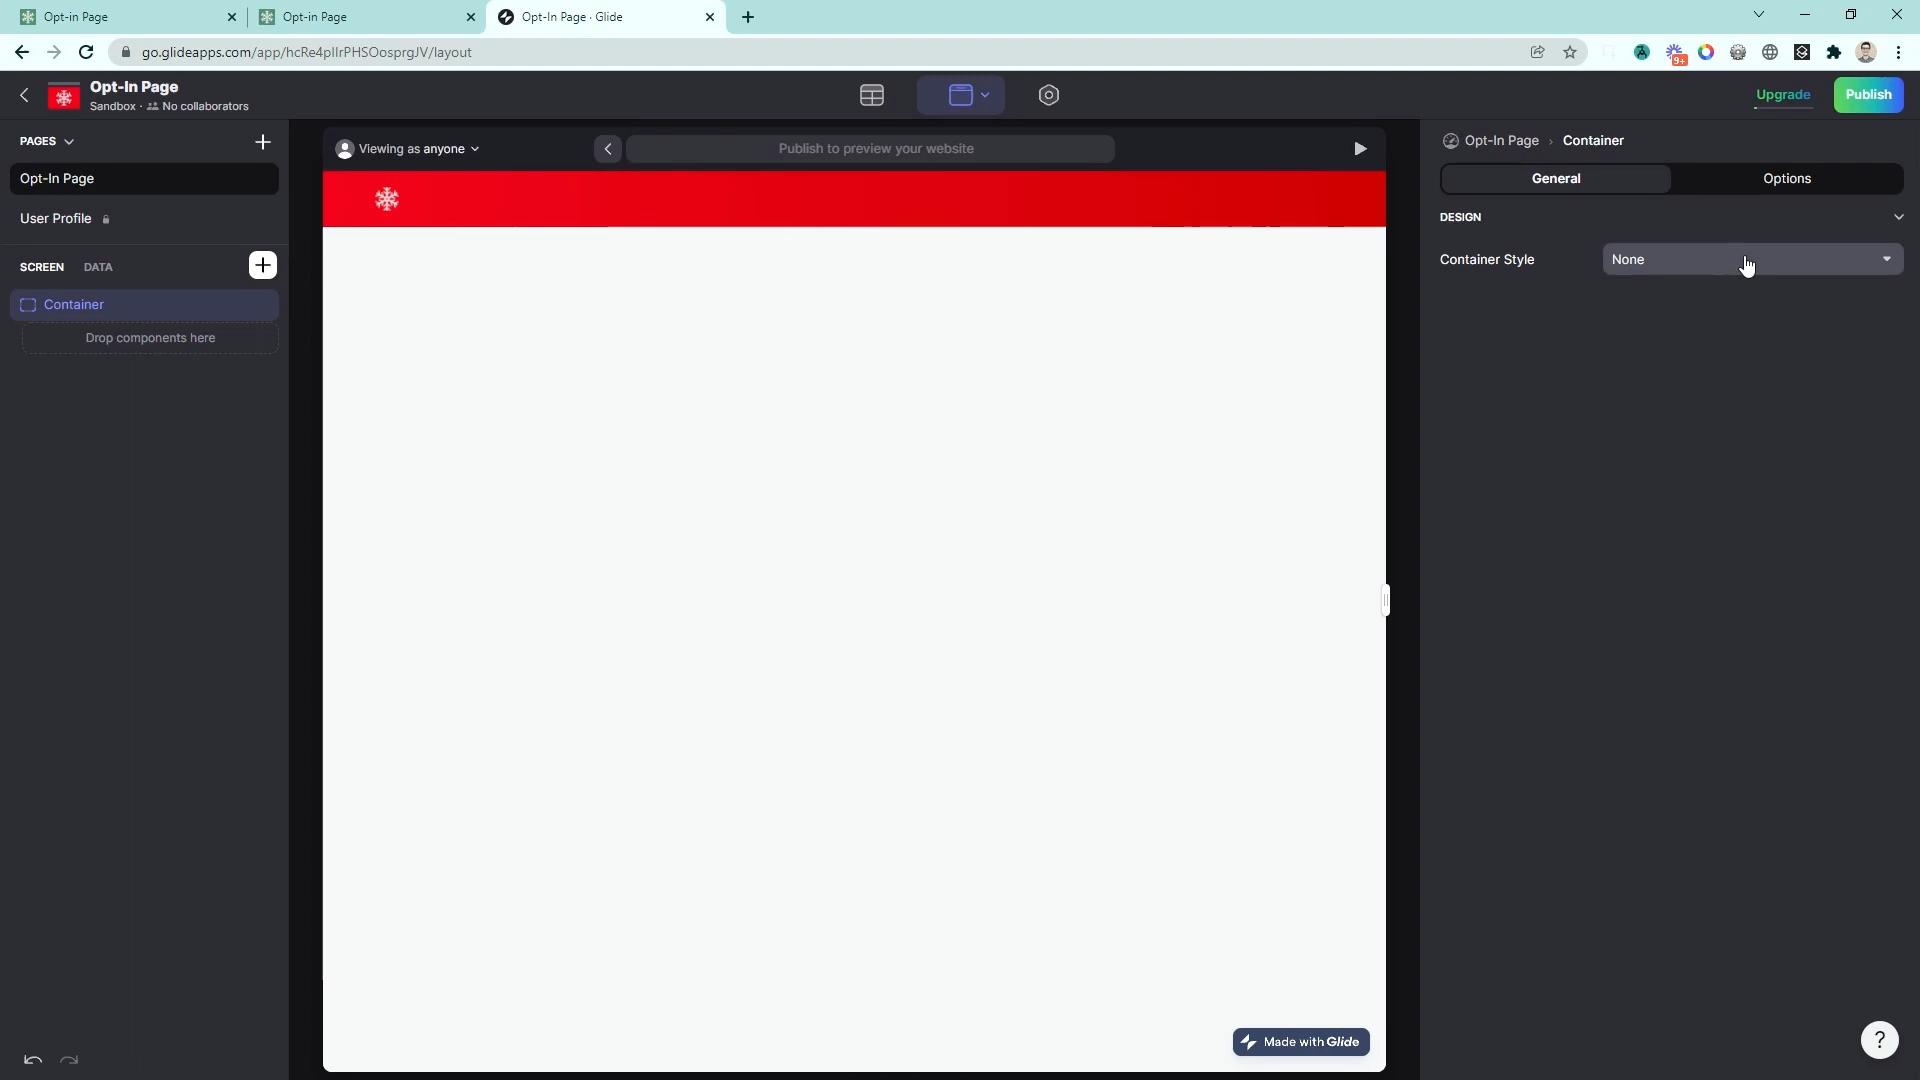 Opt-in Page
Opt-in Page
Opt-In Page · Glide
go.glideapps.com/app/hcRe4pIIrPHSOosprgJV/layout
9+
Opt-In Page
Sandbox · No collaborators
Upgrade
Publish
PAGES
Opt-In Page
User Profile
SCREEN
DATA
Container
Drop components here
Viewing as anyone
Publish to preview your website
Made with Glide
Opt-In Page › Container
General
Options
DESIGN
Container Style
None
?